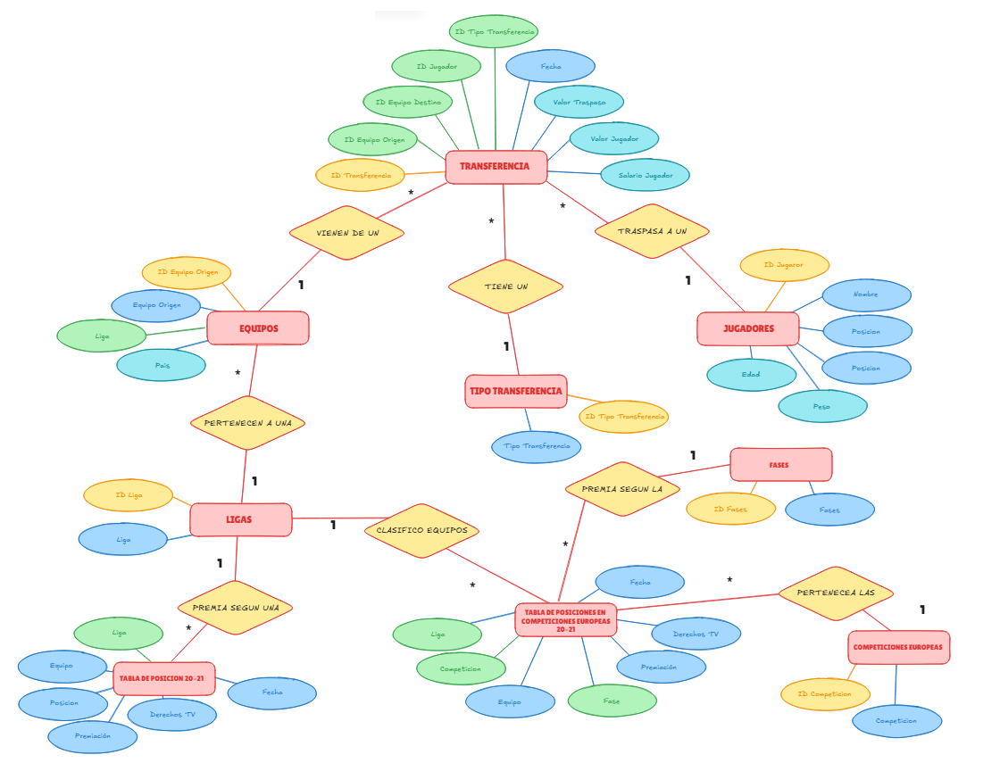 ID Tipo Transferencia
ID Jugador
Fecha
ID Equipo Destino
Valor Traspaso
ID Equipo Origen
Valor Jugador
TRANSFERENCIA
ID Transferencia
Salario Jugador
*
*
*
VIENEN DE UN
TRASPASA A UN
TIENE UN
1
1
1
ID Equipo Origen
Equipo Origen
EQUIPOS
Liga
Pais
ID Jugaror
Nombre
JUGADORES
Posicion
Posicion
Edad
Peso
*
TIPO TRANSFERENCIA
ID Tipo Transferencia
Tipo Transferencia
PERTENECEN A UNA
1
1
FASES
PREMIA SEGUN LA
ID Fases
Fases
ID Liga
LIGAS
Liga
1
CLASIFICO EQUIPOS
*
1
*
*
1
PREMIA SEGUN UNA
*
Fecha
PERTENECEA LAS
TABLA DE POSICIONES EN
COMPETICIONES EUROPEAS
20-21
Liga
Competicion
Equipo
Fase
Premiación
Derechos TV
COMPETICIONES EUROPEAS
ID Competicion
Competicion
Liga
Equipo
TABLA DE POSICION 20-21
Posicion
Premiación
Derechos TV
Fecha